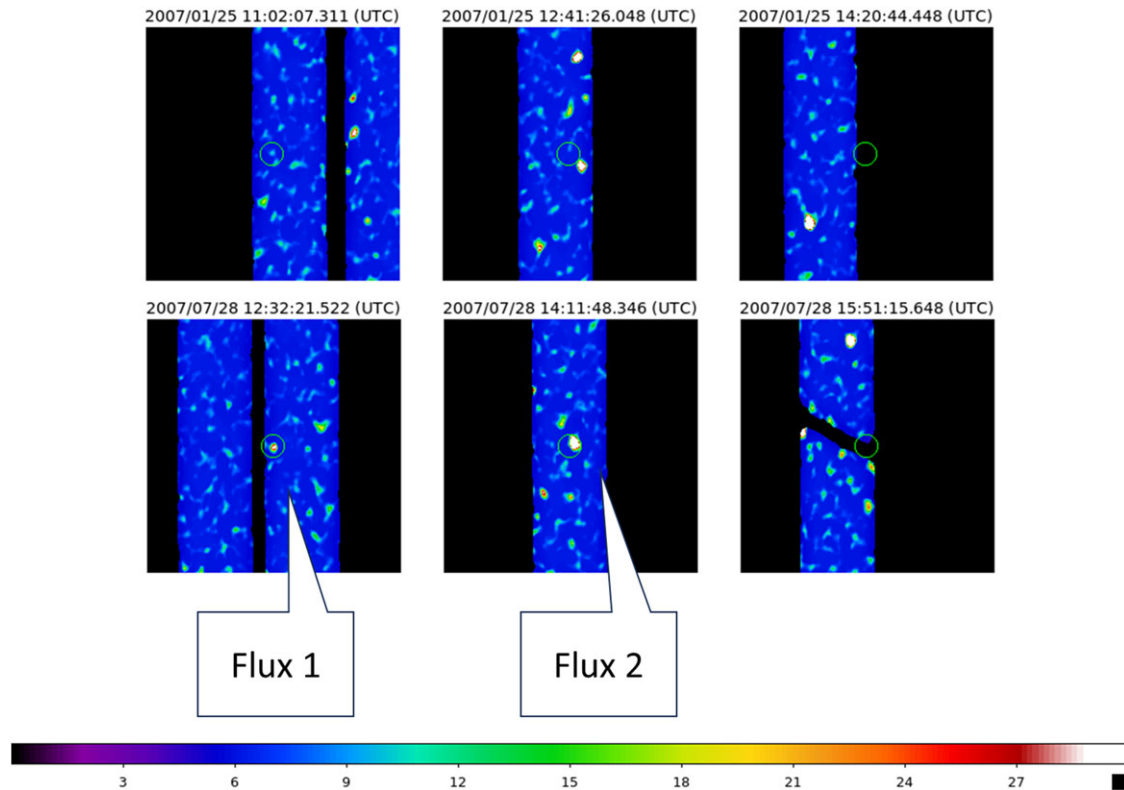 2007/01/25 11:02:07.311 (UTC)
2007/01/25 12:41:26.048 (UTC)
2007/01/25 14:20:44.448 (UTC)
2007/07/28 12:32:21.522 (UTC)
2007/07/28 14:11:48.346 (UTC)
2007/07/28 15:51:15.648 (UTC)
Flux 1
Flux 2
3 6 9 12 15 18 21 24 27